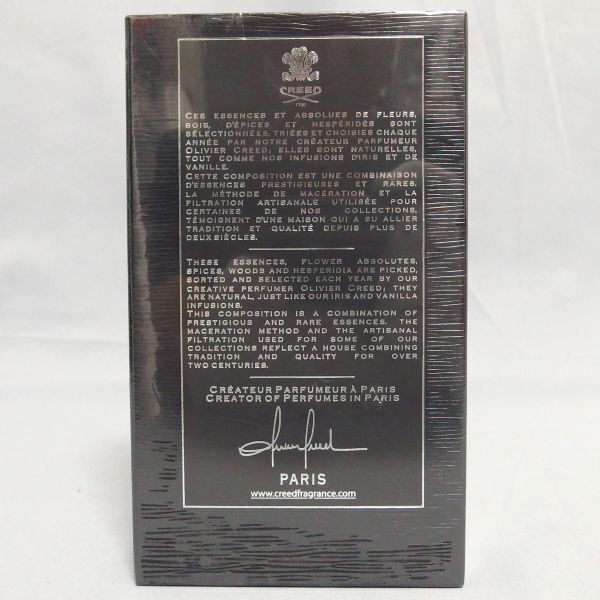 CREED
1760
CES ESSENCES ET ABSOLUES DE FLEURS,
BOIS, D'ÉPICES ET HESPÉRIDÉS SONT
SÉLECTIONNÉES, TRIÉES ET CHOISIES CHAQUE
ANNÉE PAR NOTRE CRÉATEUR PARFUMEUR
OLIVIER CREED; ELLES SONT NATURELLES,
TOUT COMME NOS INFUSIONS D'IRIS ET DE
VANILLE.
CETTE COMPOSITION EST UNE COMBINAISON
D'ESSENCES PRESTIGIEUSES ET RARES.
LA MÉTHODE DE MACÉRATION ET LA
FILTRATION ARTISANALE UTILISÉE POUR
CERTAINES DE NOS COLLECTIONS,
TÉMOIGNENT D'UNE MAISON QUI A SU ALLIER
TRADITION ET QUALITÉ DEPUIS PLUS DE
DEUX SIÈCLES.
THESE ESSENCES, FLOWER ABSOLUTES,
SPICES, WOODS AND HESPERIDIA ARE PICKED,
SORTED AND SELECTED EACH YEAR BY OUR
CREATIVE PERFUMER OLIVIER CREED; THEY
ARE NATURAL, JUST LIKE OUR IRIS AND VANILLA
INFUSIONS.
THIS COMPOSITION IS A COMBINATION OF
PRESTIGIOUS AND RARE ESSENCES. THE
MACERATION METHOD AND THE ARTISANAL
FILTRATION USED FOR SOME OF OUR
COLLECTIONS REFLECT A HOUSE COMBINING
TRADITION AND QUALITY FOR OVER
TWO CENTURIES.
CRÉATEUR PARFUMEUR À PARIS
CREATOR OF PERFUMES IN PARIS
Olivier Creed
PARIS
www.creedfragrance.com